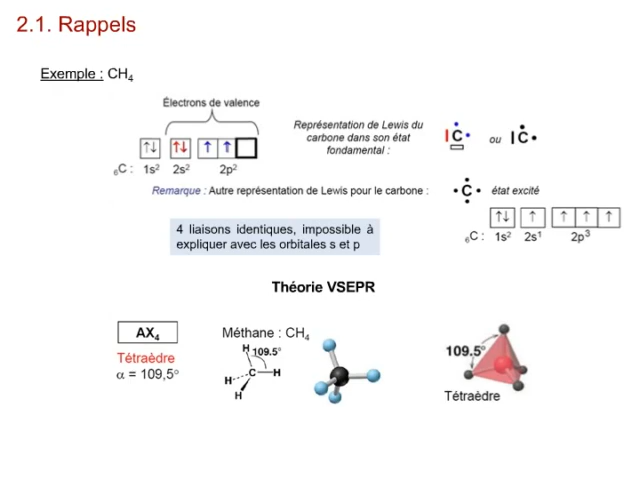 2.1. Rappels
Exemple : CH4
Électrons de valence
↑↓ ↑↓ ↑ ↑
6C : 1s² 2s² 2p²
Représentation de Lewis du
carbone dans son état
fondamental :
C ou C
Remarque : Autre représentation de Lewis pour le carbone :
C état excité
↑↓ ↑ ↑ ↑ ↑
6C : 1s² 2s¹ 2p³
4 liaisons identiques, impossible à
expliquer avec les orbitales s et p
Théorie VSEPR
AX4
Tétraèdre
α = 109,5°
Méthane : CH4
H 109.5°
H C H
H
109.5°
Tétraèdre